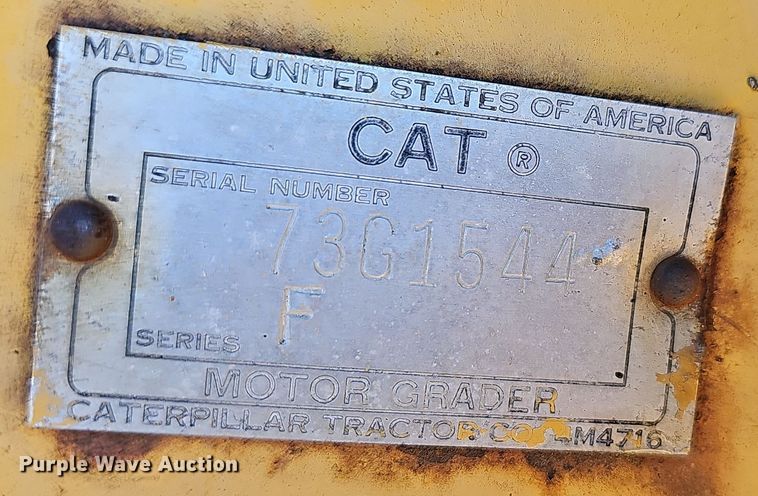 MADE IN UNITED STATES OF AMERICA
CAT ®
SERIAL NUMBER
73G1544
SERIES F
MOTOR GRADER
CATERPILLAR TRACTOR CO. M4716
Purple Wave Auction